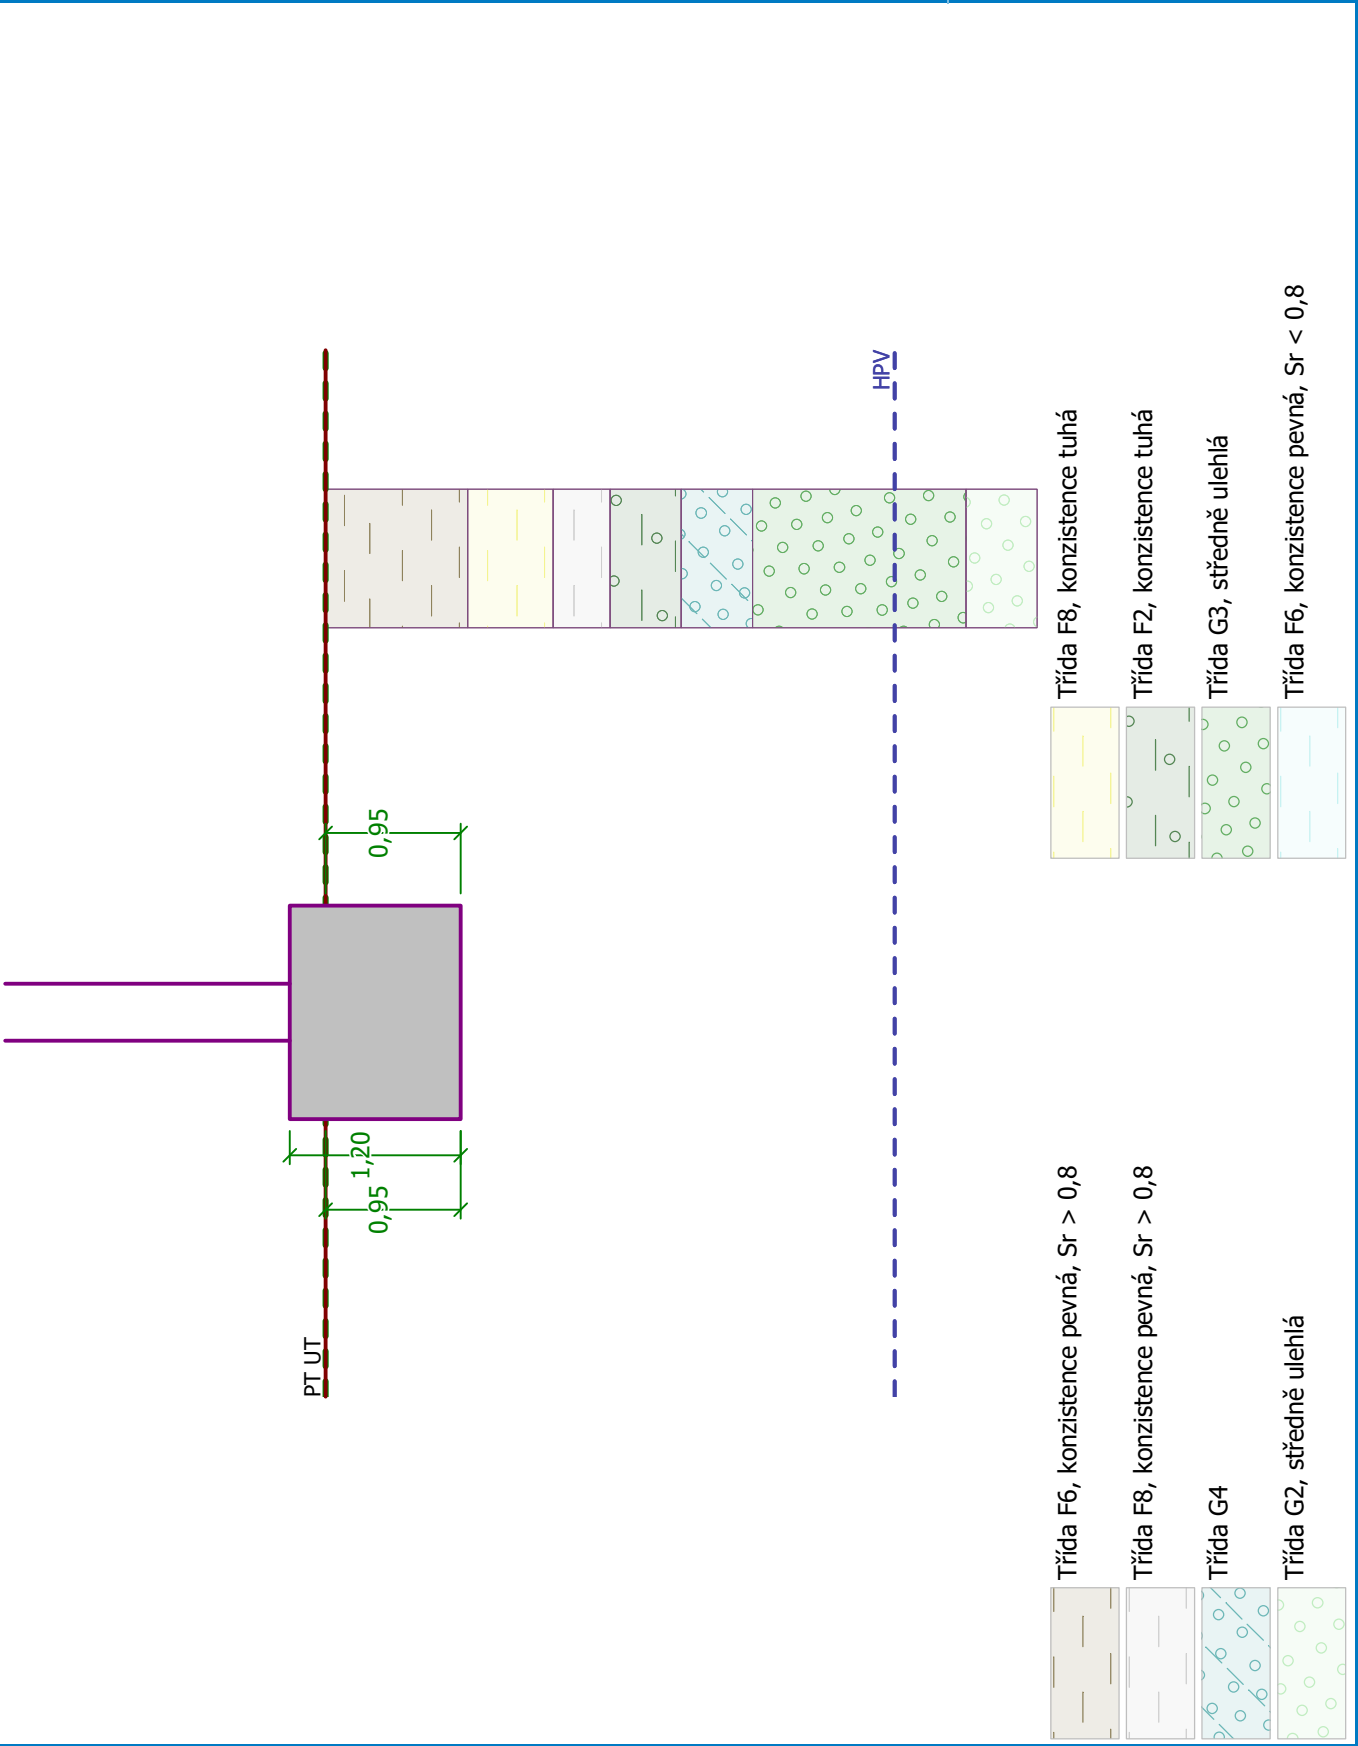 PT UT
0,95
1,20
0,95
HPV
Třída F6, konzistence pevná, Sr > 0,8
Třída F8, konzistence tuhá
Třída F8, konzistence pevná, Sr > 0,8
Třída F2, konzistence tuhá
Třída G4
Třída G3, středně ulehlá
Třída G2, středně ulehlá
Třída F6, konzistence pevná, Sr < 0,8